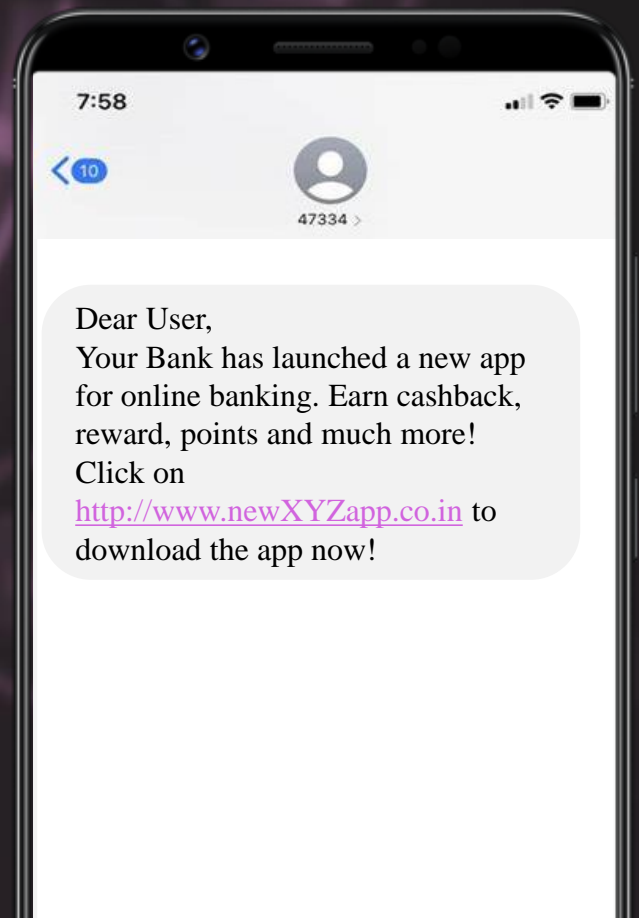 7:58
10
47334 >
Dear User,
Your Bank has launched a new app
for online banking. Earn cashback,
reward, points and much more!
Click on
http://www.newXYZapp.co.in to
download the app now!